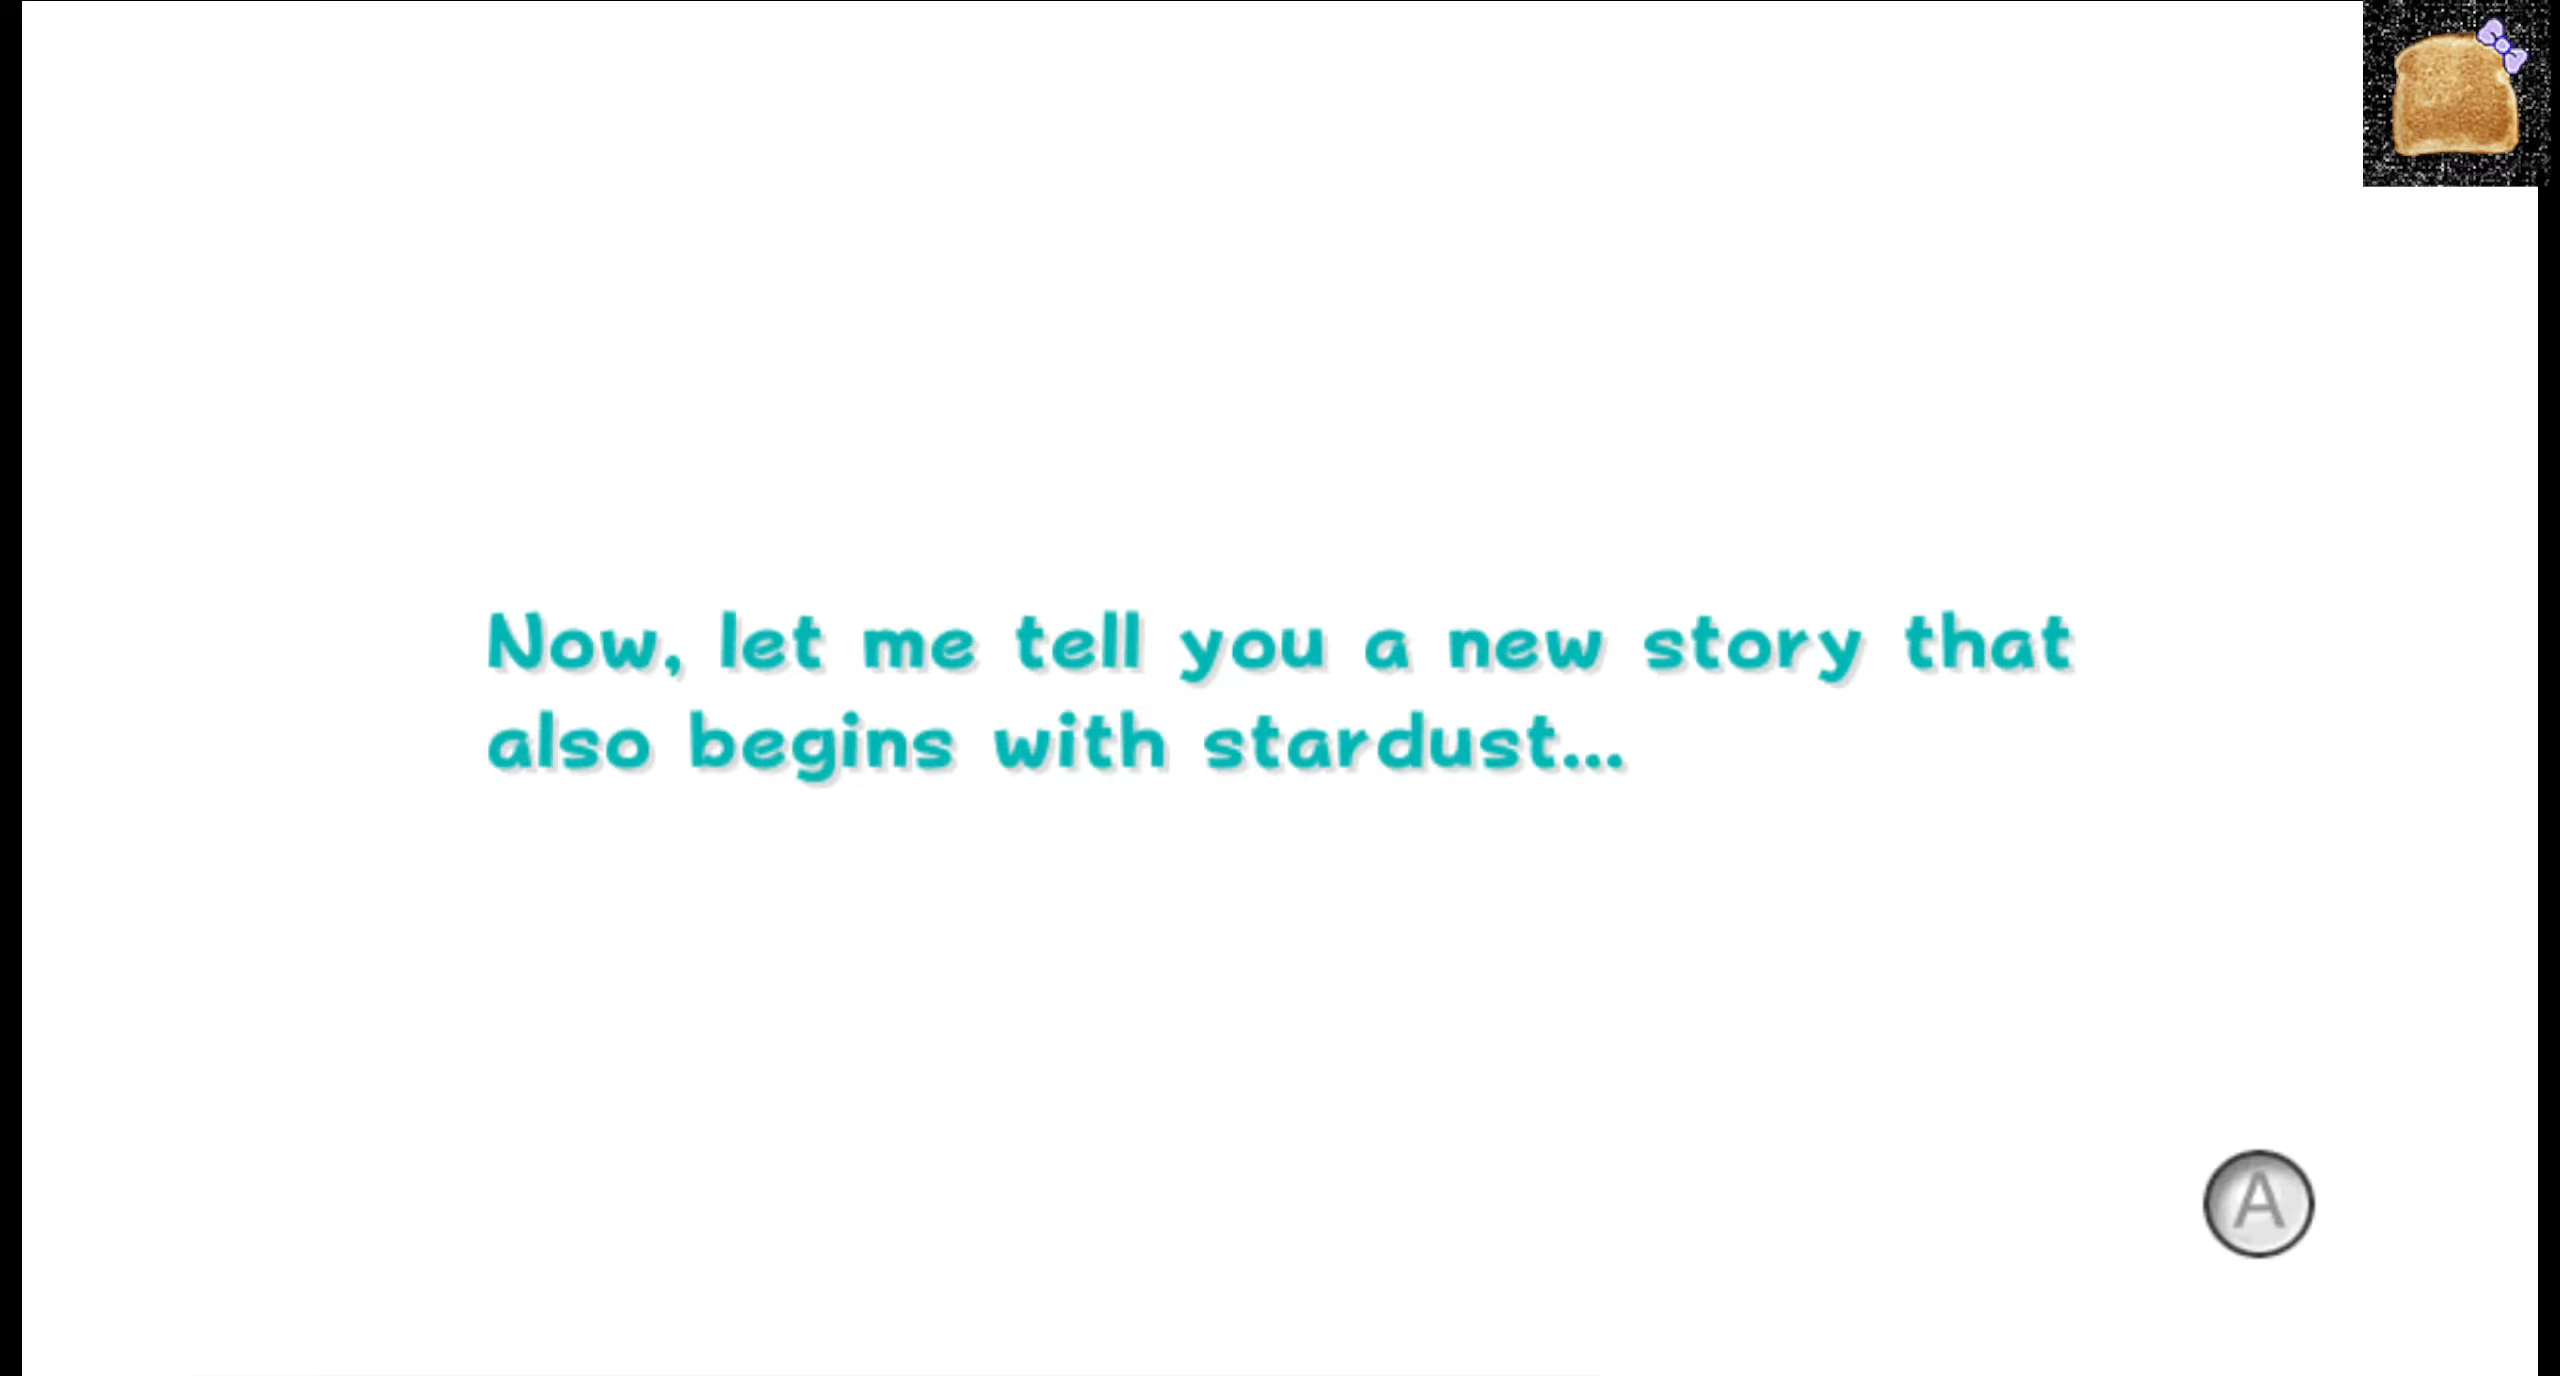 Now, let me tell you a new story that
also begins with stardust...
A